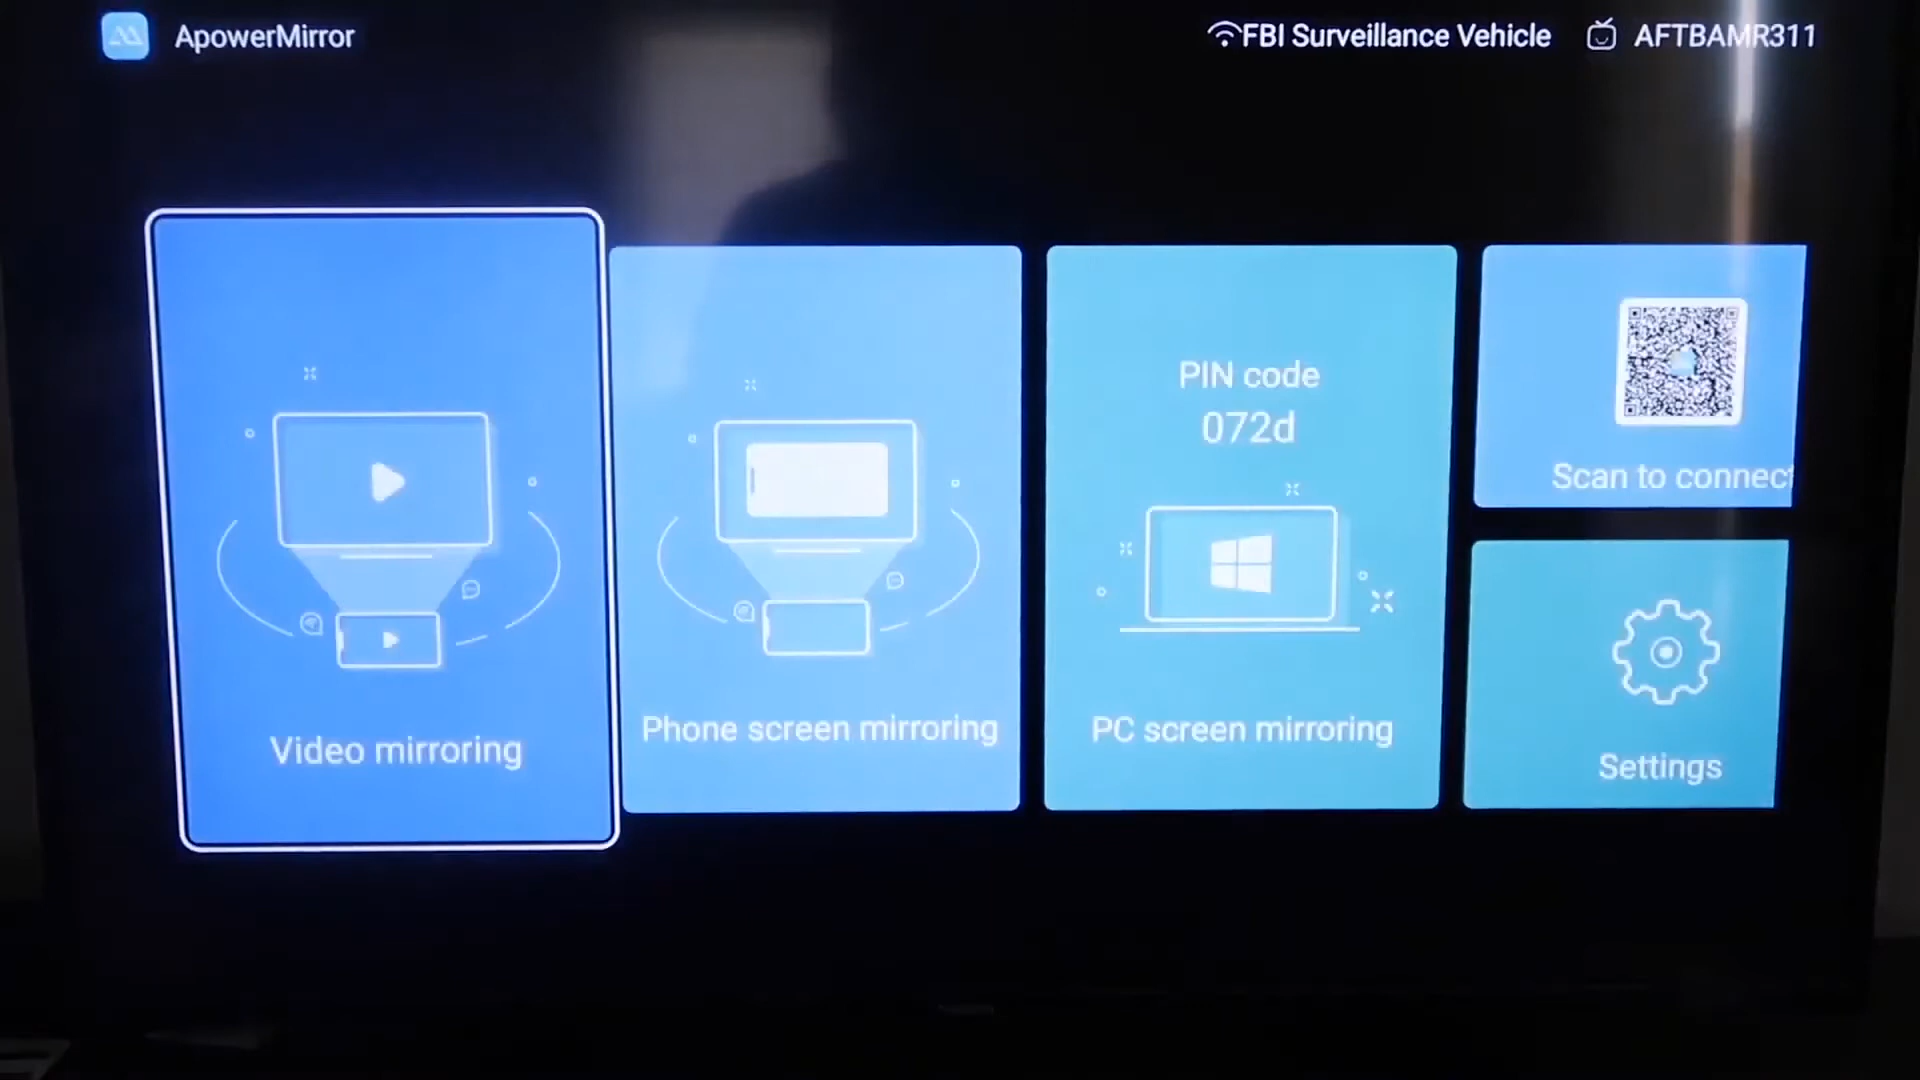 ApowerMirror
FBI Surveillance Vehicle
AFTBAMR311
Video mirroring
Phone screen mirroring
PIN code
072d
PC screen mirroring
Scan to connect
Settings